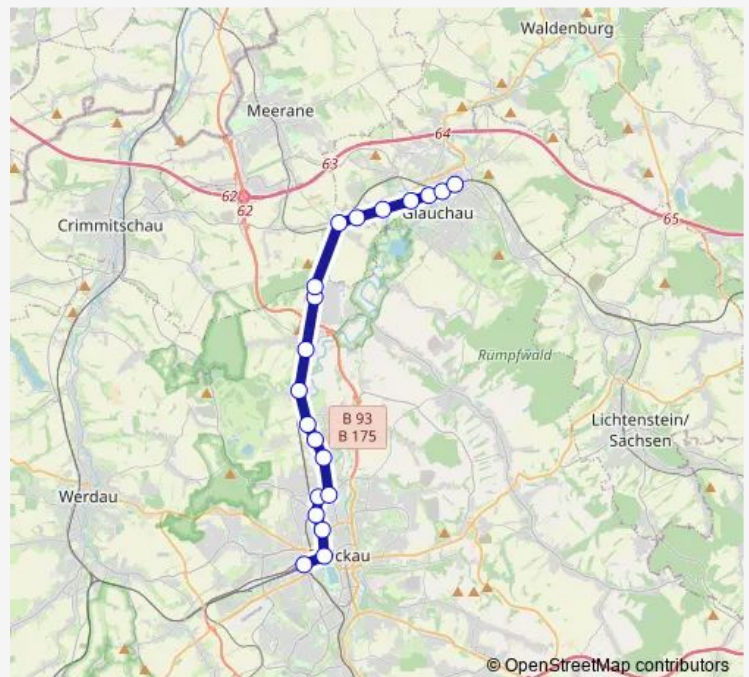 Waldenburg
Meerane
64
63
62
62
65
Crimmitschau
Glauchau
Rümpfwald
B 93
B 175
Lichtenstein/
Sachsen
Werdau
ckau
© OpenStreetMap contributors